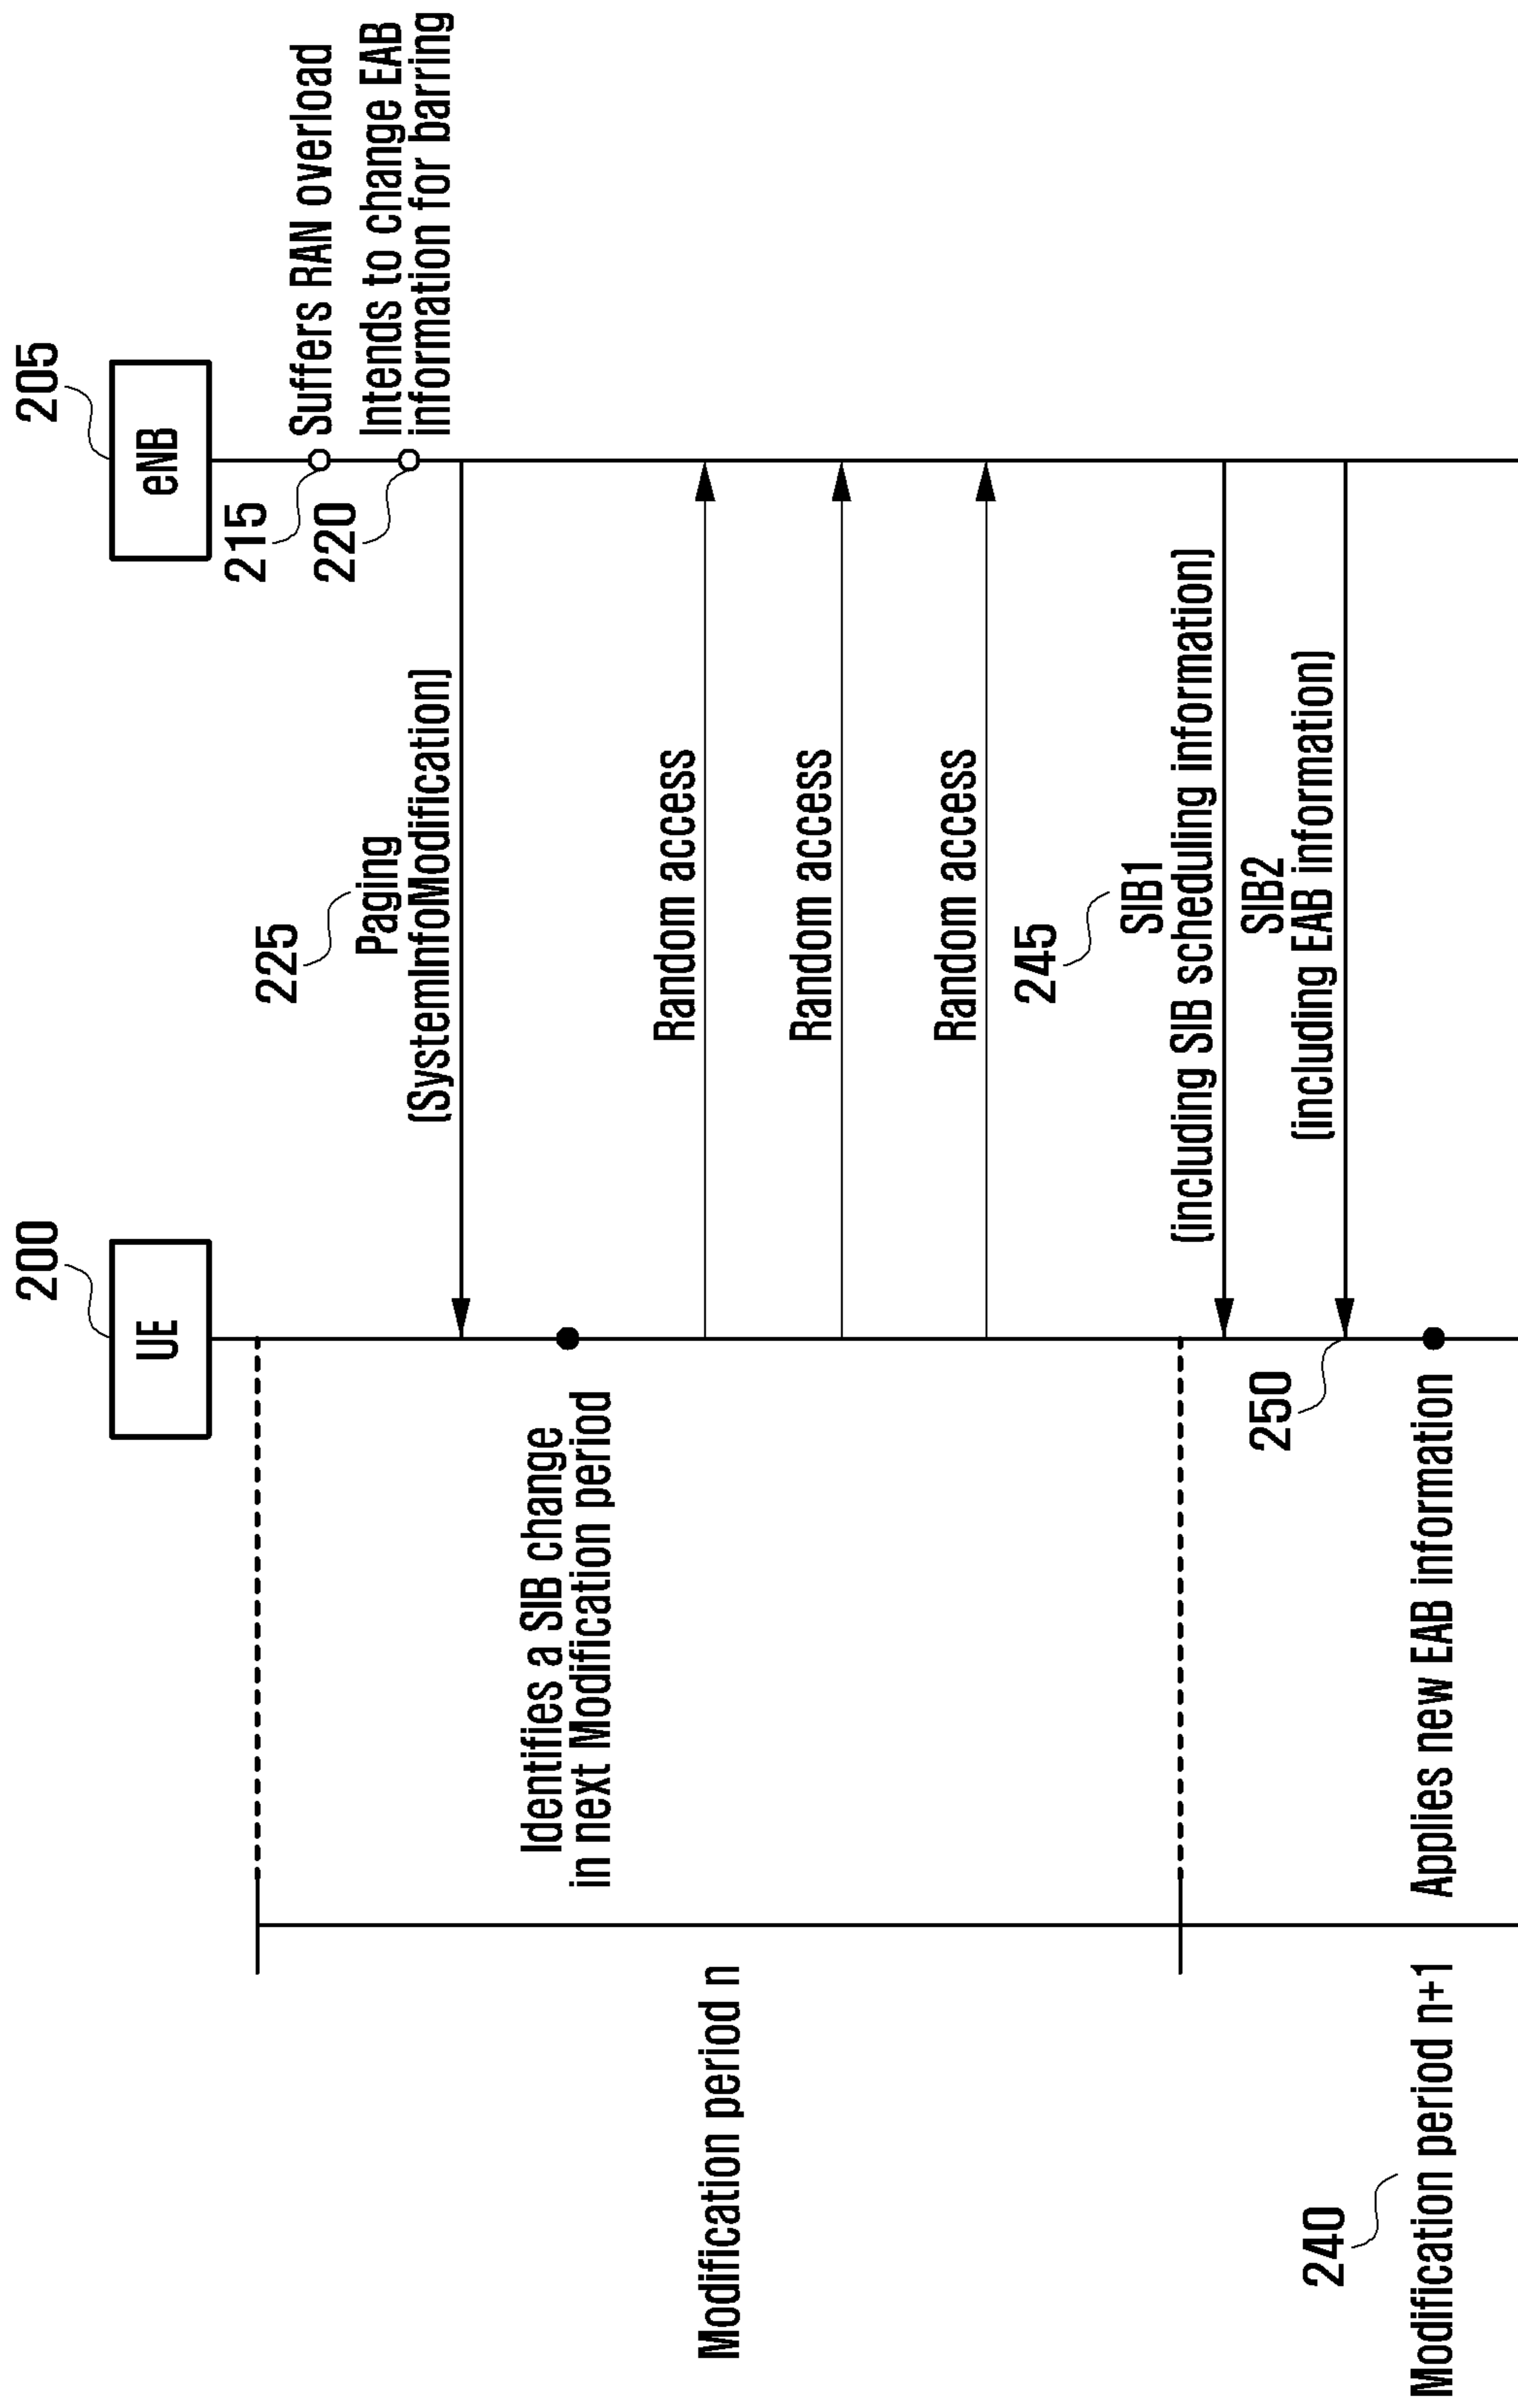 200
205
UE
eNB
215
Suffers RAN overload
220
Intends to change EAB
information for barring
225
Paging
(SystemInfoModification)
Identifies a SIB change
in next Modification period
Random access
Modification period n
Random access
Random access
245
SIB1
(including SIB scheduling information)
SIB2
(including EAB information)
250
240
Modification period n+1
Applies new EAB information